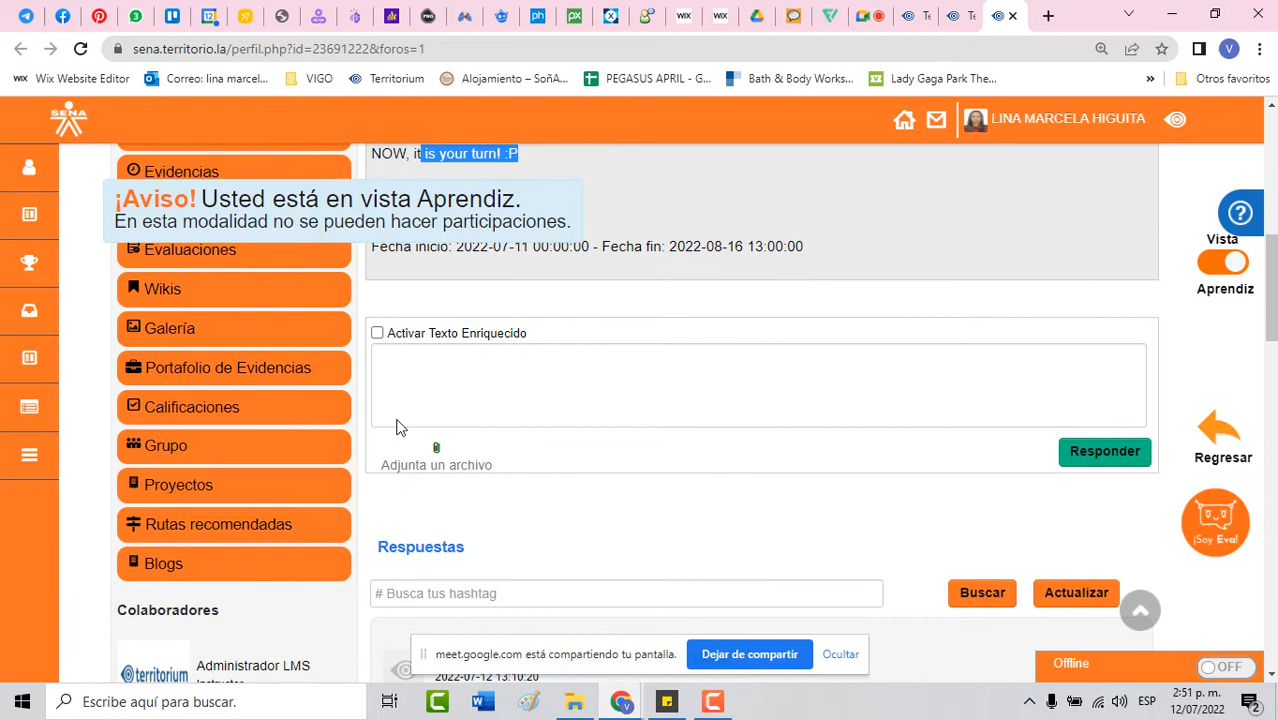 sena.territorio.la/perfil.php?id=23691222&foros=1
V
WiX Wix Website Editor
Correo: lina marcel...
VIGO
Territorium
Alojamiento – SoñA...
PEGASUS APRIL - G...
Bath & Body Works...
Lady Gaga Park The...
»
Otros favoritos
SENA
LINA MARCELA HIGUITA
NOW, it is your turn! :P
Evidencias
¡Aviso! Usted está en vista Aprendiz.
En esta modalidad no se pueden hacer participaciones.
Evaluaciones
Fecha inicio: 2022-07-11 00:00:00 - Fecha fin: 2022-08-16 13:00:00
Vista
Aprendiz
Wikis
Galería
Portafolio de Evidencias
Calificaciones
Grupo
Proyectos
Rutas recomendadas
Blogs
Activar Texto Enriquecido
Adjunta un archivo
Responder
Regresar
¡Soy Eva!
Respuestas
# Busca tus hashtag
Buscar
Actualizar
Colaboradores
territorium
Administrador LMS
meet.google.com está compartiendo tu pantalla.
Dejar de compartir
Ocultar
2022-07-12 13:10:20
Offline
OFF
Escribe aquí para buscar.
ESP
2:51 p. m.
12/07/2022
2